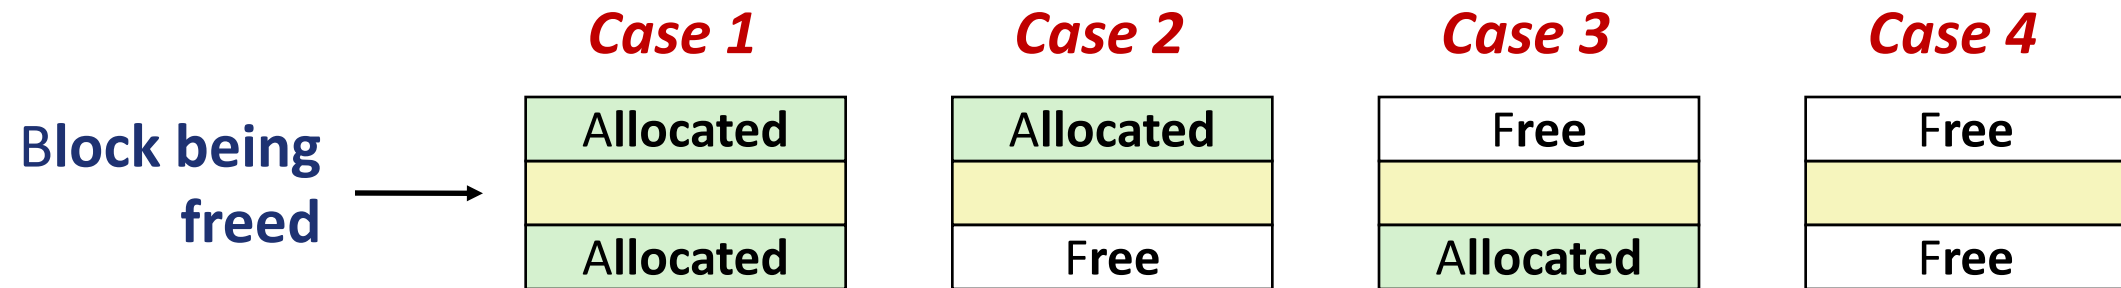 Case 1 Case 2 Case 3 Case 4
Block being
freed
Allocated Allocated Free Free
Allocated Free Allocated Free